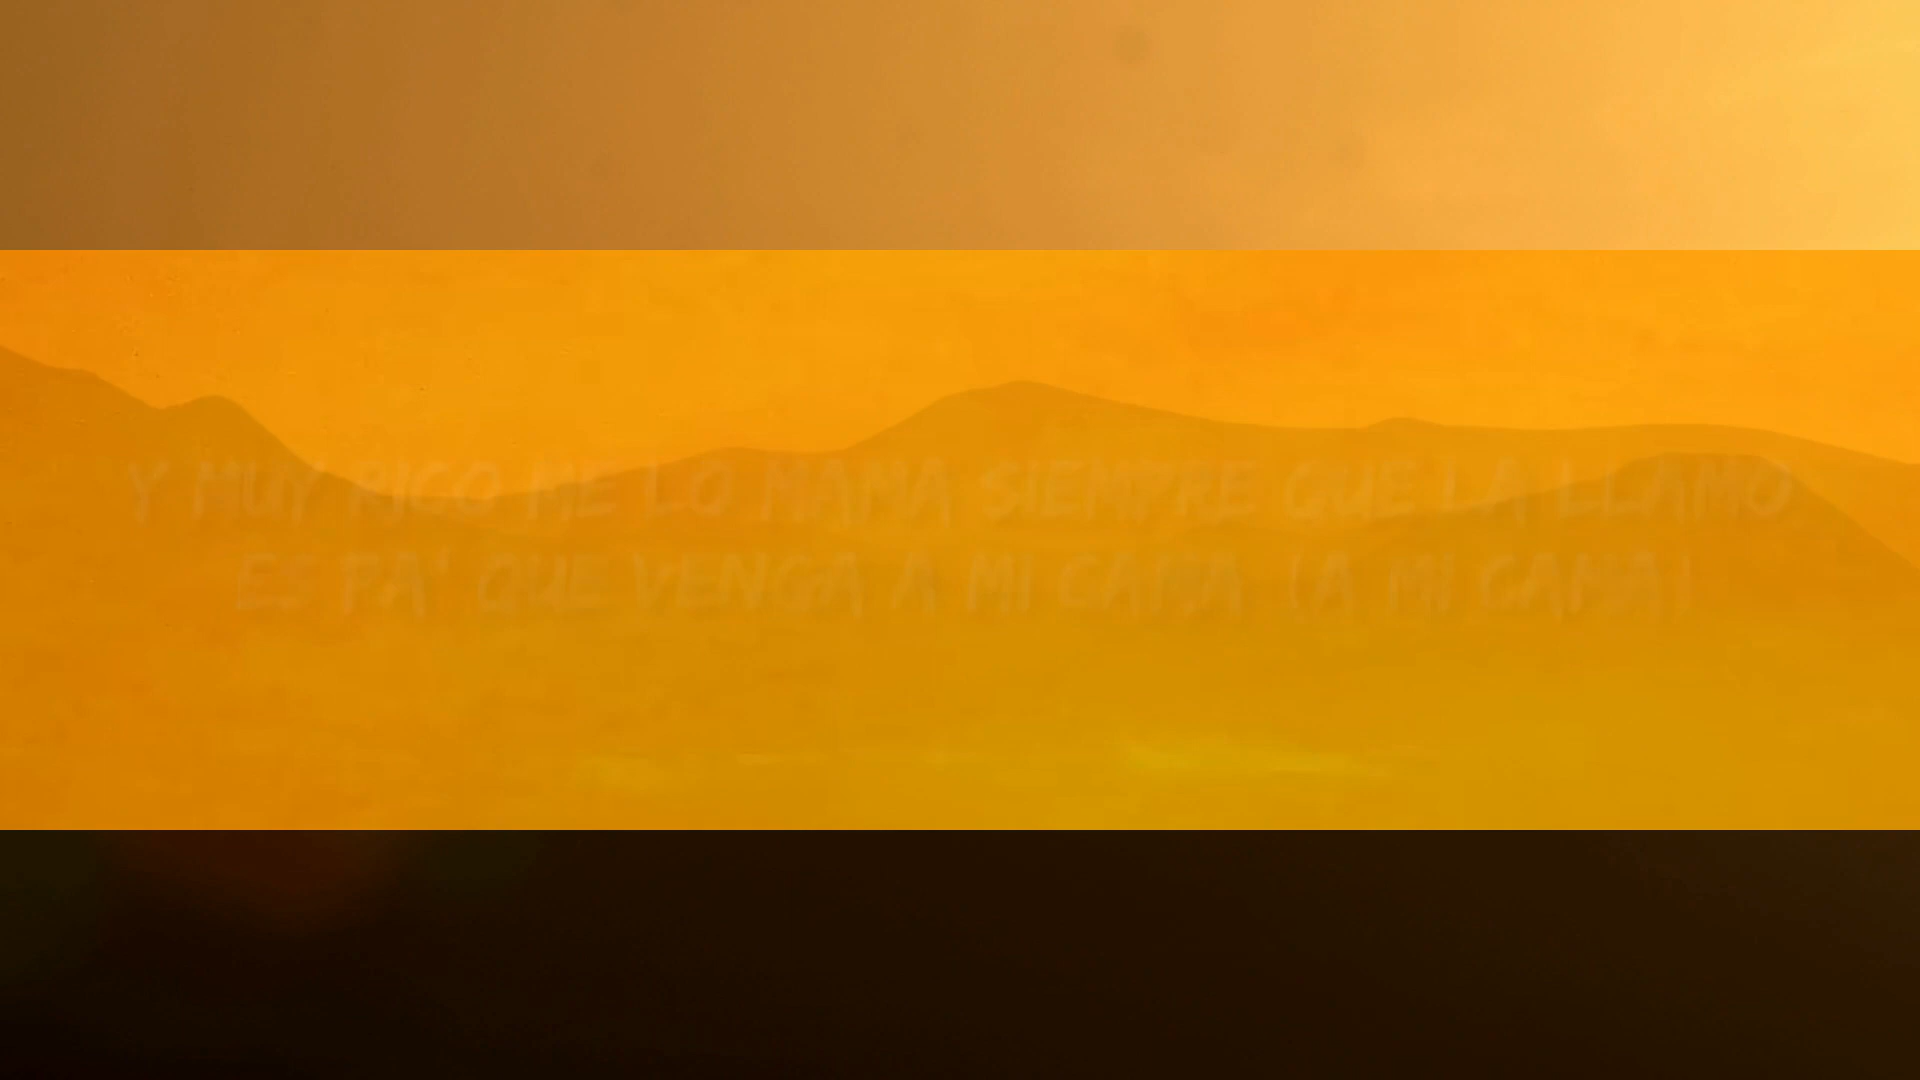 Y MUY RICO ME LO MAMA SIEMPRE QUE LA LLAMO
ES PA' QUE VENGA A MI CAMA (A MI CAMA)